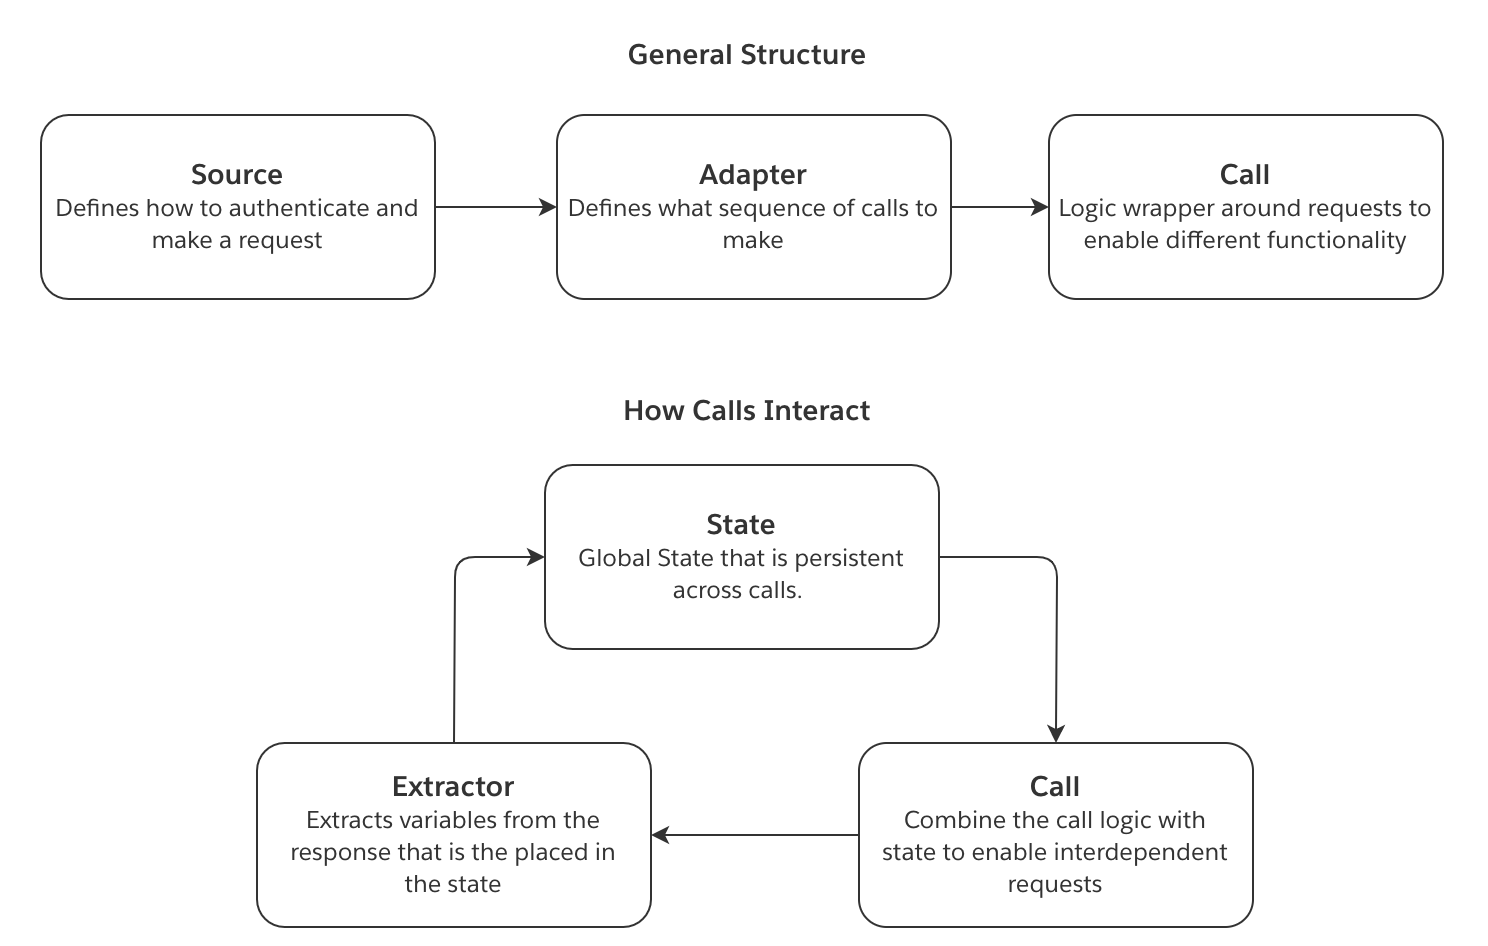 General Structure
Source
Defines how to authenticate and
make a request
Adapter
Defines what sequence of calls to
make
Call
Logic wrapper around requests to
enable different functionality
How Calls Interact
State
Global State that is persistent
across calls.
Extractor
Extracts variables from the
response that is the placed in
the state
Call
Combine the call logic with
state to enable interdependent
requests